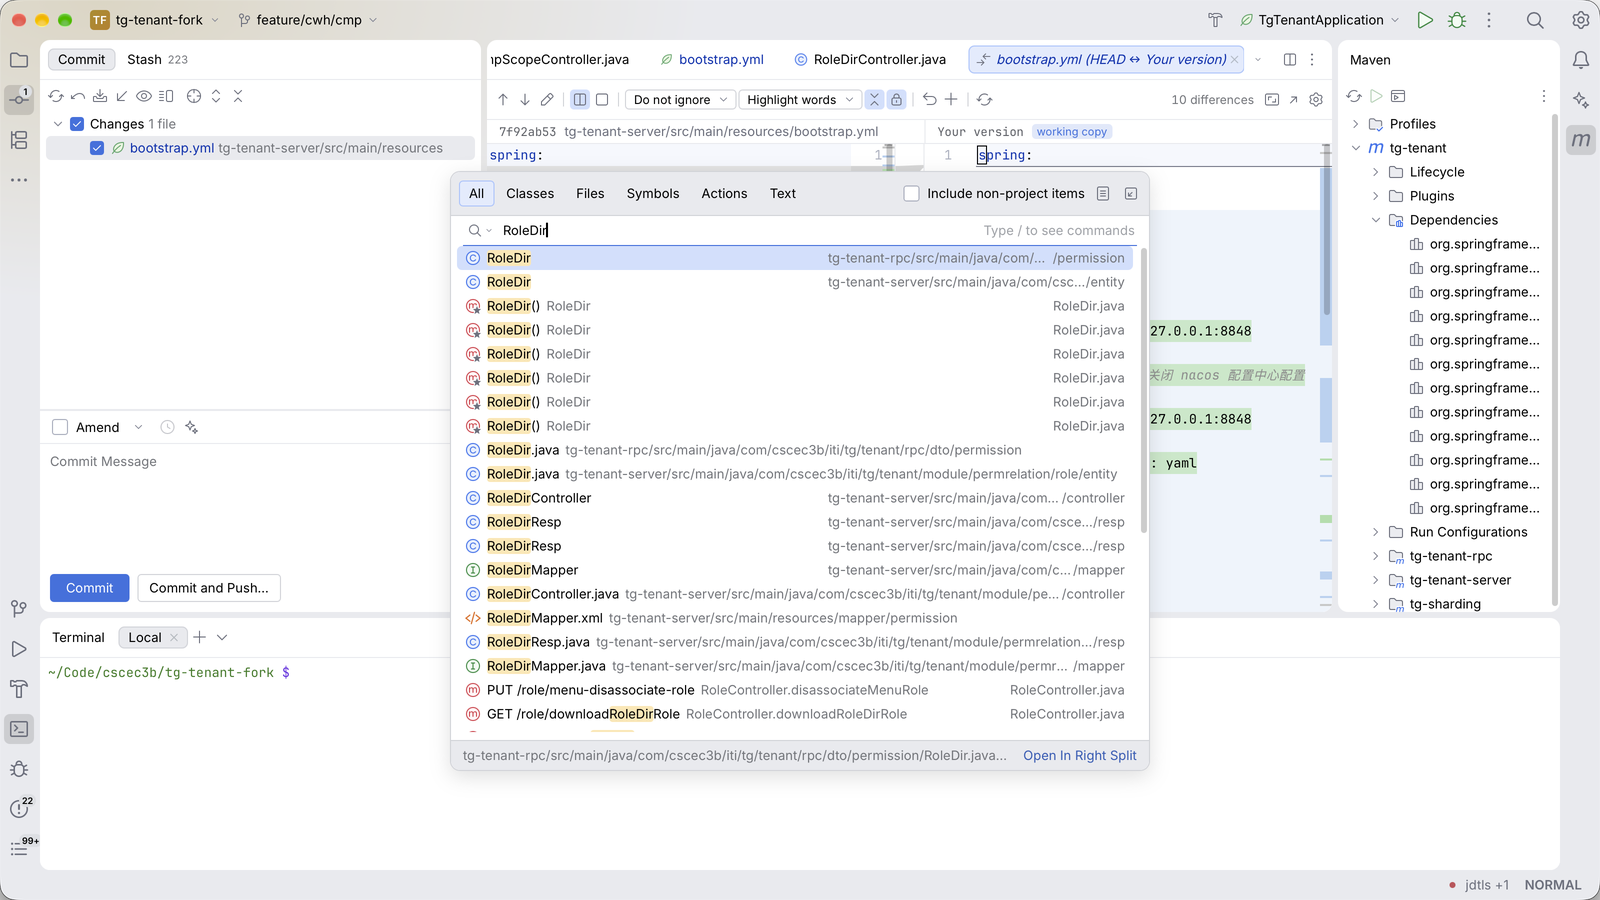 TF tg-tenant-fork feature/cwh/cmp TgTenantApplication
Commit Stash 223
Changes 1 file
bootstrap.yml tg-tenant-server/src/main/resources
Amend
Commit Message
Commit
Commit and Push...
pScopeController.java bootstrap.yml RoleDirController.java bootstrap.yml (HEAD ↔ Your version)
Do not ignore Highlight words 10 differences
7f92ab53 tg-tenant-server/src/main/resources/bootstrap.yml Your version working copy
spring: 1 1 spring:
27.0.0.1:8848
关闭 nacos 配置中心配置
27.0.0.1:8848
: yaml
All Classes Files Symbols Actions Text Include non-project items
RoleDir Type / to see commands
RoleDir tg-tenant-rpc/src/main/java/com/... /permission
RoleDir tg-tenant-server/src/main/java/com/csc.../entity
RoleDir() RoleDir RoleDir.java
RoleDir() RoleDir RoleDir.java
RoleDir() RoleDir RoleDir.java
RoleDir() RoleDir RoleDir.java
RoleDir() RoleDir RoleDir.java
RoleDir() RoleDir RoleDir.java
RoleDir.java tg-tenant-rpc/src/main/java/com/cscec3b/iti/tg/tenant/rpc/dto/permission
RoleDir.java tg-tenant-server/src/main/java/com/cscec3b/iti/tg/tenant/module/permrelation/role/entity
RoleDirController tg-tenant-server/src/main/java/com... /controller
RoleDirResp tg-tenant-server/src/main/java/com/csce.../resp
RoleDirResp tg-tenant-server/src/main/java/com/csce.../resp
RoleDirMapper tg-tenant-server/src/main/java/com/c... /mapper
RoleDirController.java tg-tenant-server/src/main/java/com/cscec3b/iti/tg/tenant/module/pe... /controller
RoleDirMapper.xml tg-tenant-server/src/main/resources/mapper/permission
RoleDirResp.java tg-tenant-server/src/main/java/com/cscec3b/iti/tg/tenant/module/permrelation.../resp
RoleDirMapper.java tg-tenant-server/src/main/java/com/cscec3b/iti/tg/tenant/module/permr... /mapper
PUT /role/menu-disassociate-role RoleController.disassociateMenuRole RoleController.java
GET /role/downloadRoleDirRole RoleController.downloadRoleDirRole RoleController.java
tg-tenant-rpc/src/main/java/com/cscec3b/iti/tg/tenant/rpc/dto/permission/RoleDir.java... Open In Right Split
Maven
Profiles
tg-tenant
Lifecycle
Plugins
Dependencies
org.springframe...
org.springframe...
org.springframe...
org.springframe...
org.springframe...
org.springframe...
org.springframe...
org.springframe...
org.springframe...
org.springframe...
org.springframe...
org.springframe...
Run Configurations
tg-tenant-rpc
tg-tenant-server
tg-sharding
Terminal Local
~/Code/cscec3b/tg-tenant-fork $
1
22
99+
jdtls +1 NORMAL